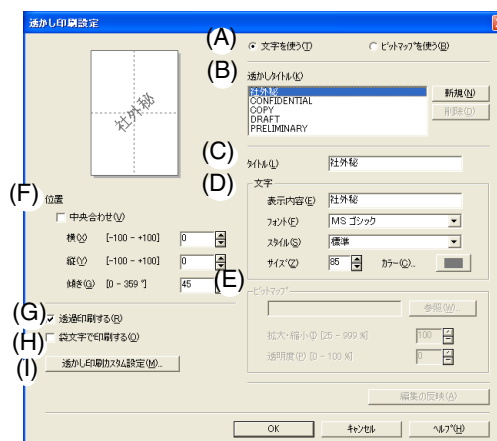 透かし印刷設定
(A)
文字を使う(T)
ビットマップを使う(B)
(B)
透かしタイトル(K)
社外秘
CONFIDENTIAL
COPY
DRAFT
PRELIMINARY
新規(N)
削除(D)
社外秘
(C)
タイトル(L)
社外秘
(D)
文字
表示内容(E)
社外秘
フォント(F)
MS ゴシック
スタイル(S)
標準
サイズ(Z)
85
カラー(C)..
(F)
位置
中央合わせ(V)
横(X)
[-100 - +100]
0
縦(Y)
[-100 - +100]
0
傾き(G)
[0 - 359 °]
45
(E)
ビットマップ
参照(W)...
拡大・縮小(I) [25 - 999 %]
100
透明度(P) [0 - 100 %]
0
(G)
透過印刷する(R)
(H)
袋文字で印刷する(O)
(I)
透かし印刷カスタム設定(M)...
編集の反映(A)
OK
キャンセル
ヘルプ(H)